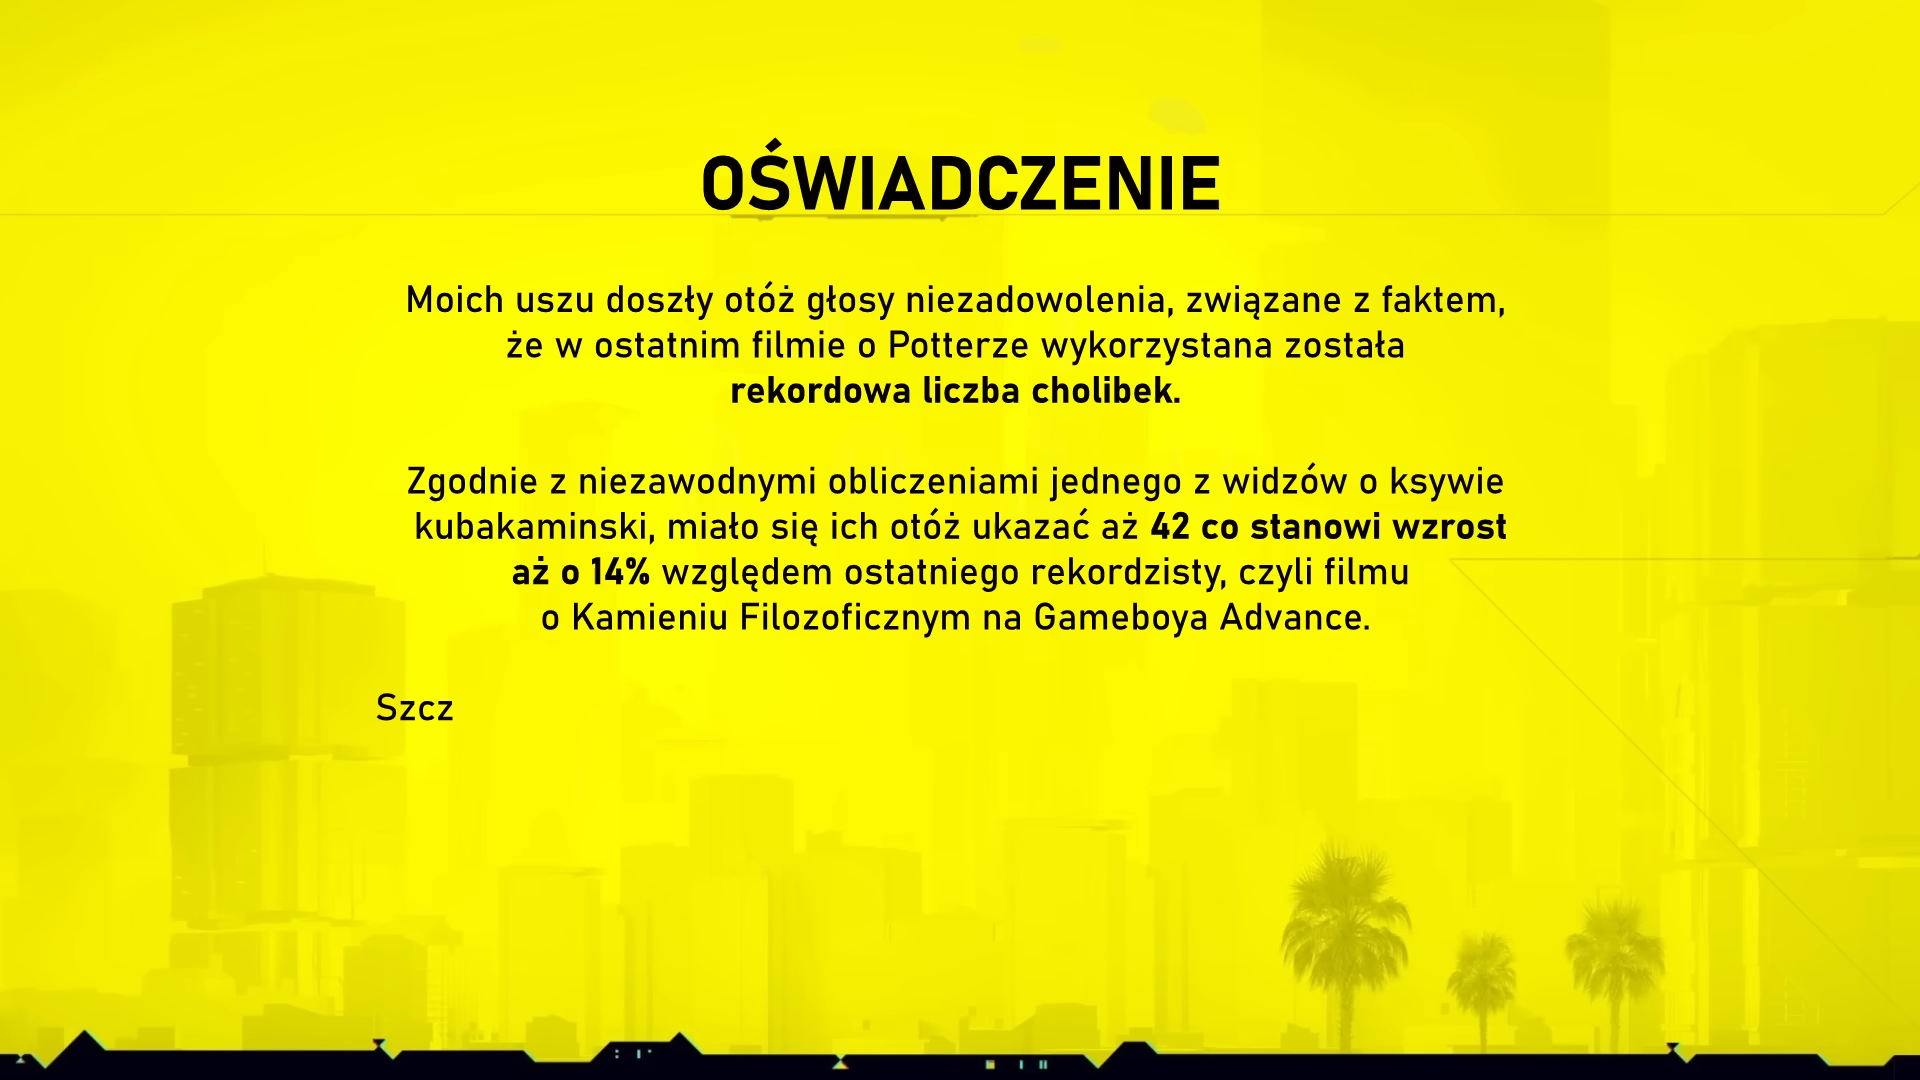 OŚWIADCZENIE
Moich uszu doszły otóż głosy niezadowolenia, związane z faktem,
że w ostatnim filmie o Potterze wykorzystana została
rekordowa liczba cholibek.
Zgodnie z niezawodnymi obliczeniami jednego z widzów o ksywie
kubakaminski, miało się ich otóż ukazać aż 42 co stanowi wzrost
aż o 14% względem ostatniego rekordzisty, czyli filmu
o Kamieniu Filozoficznym na Gameboya Advance.
Szcz